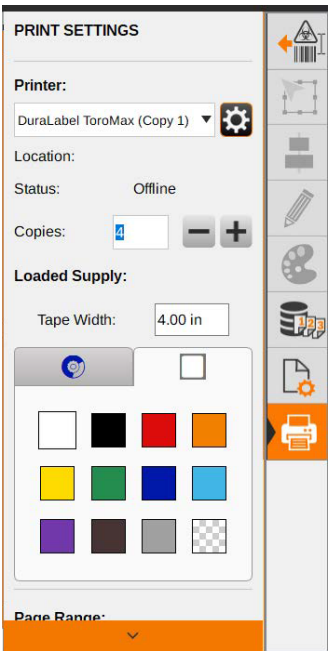 PRINT SETTINGS
Printer:
DuraLabel ToroMax (Copy 1)
Location:
Status: Offline
Copies: 4
Loaded Supply:
Tape Width: 4.00 in
123
Page Range: